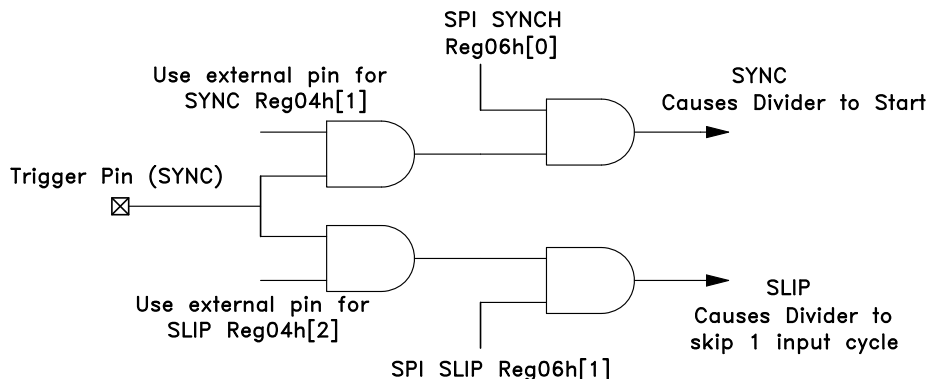 SPI SYNCH
Reg06h[0]
Use external pin for
SYNC Reg04h[1]
SYNC
Causes Divider to Start
Trigger Pin (SYNC)
Use external pin for
SLIP Reg04h[2]
SLIP
Causes Divider to
skip 1 input cycle
SPI SLIP Reg06h[1]